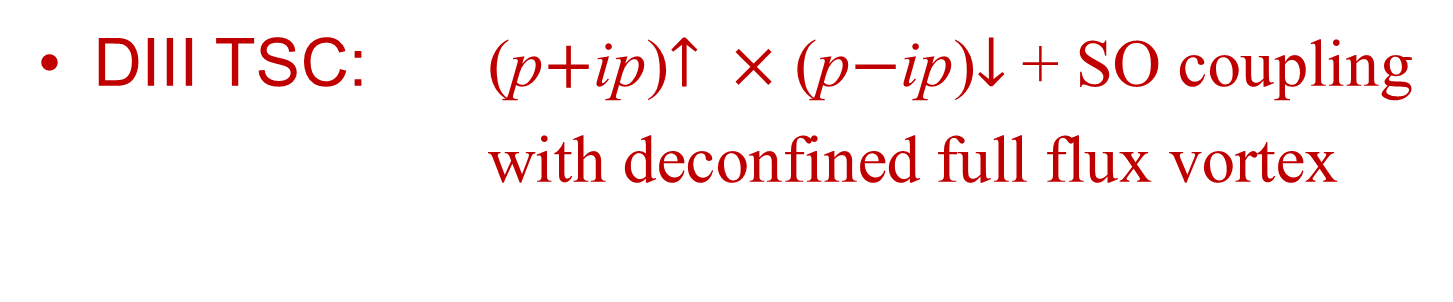 • DIII TSC: (p+ip)↑ × (p−ip)↓ + SO coupling
with deconfined full flux vortex